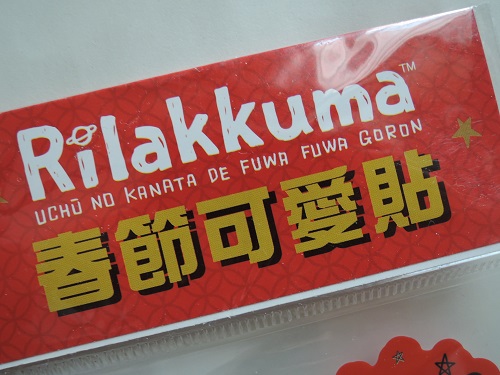 Rilakkuma™
UCHŪ NO KANATA DE FUWA FUWA GORON
春節可愛貼